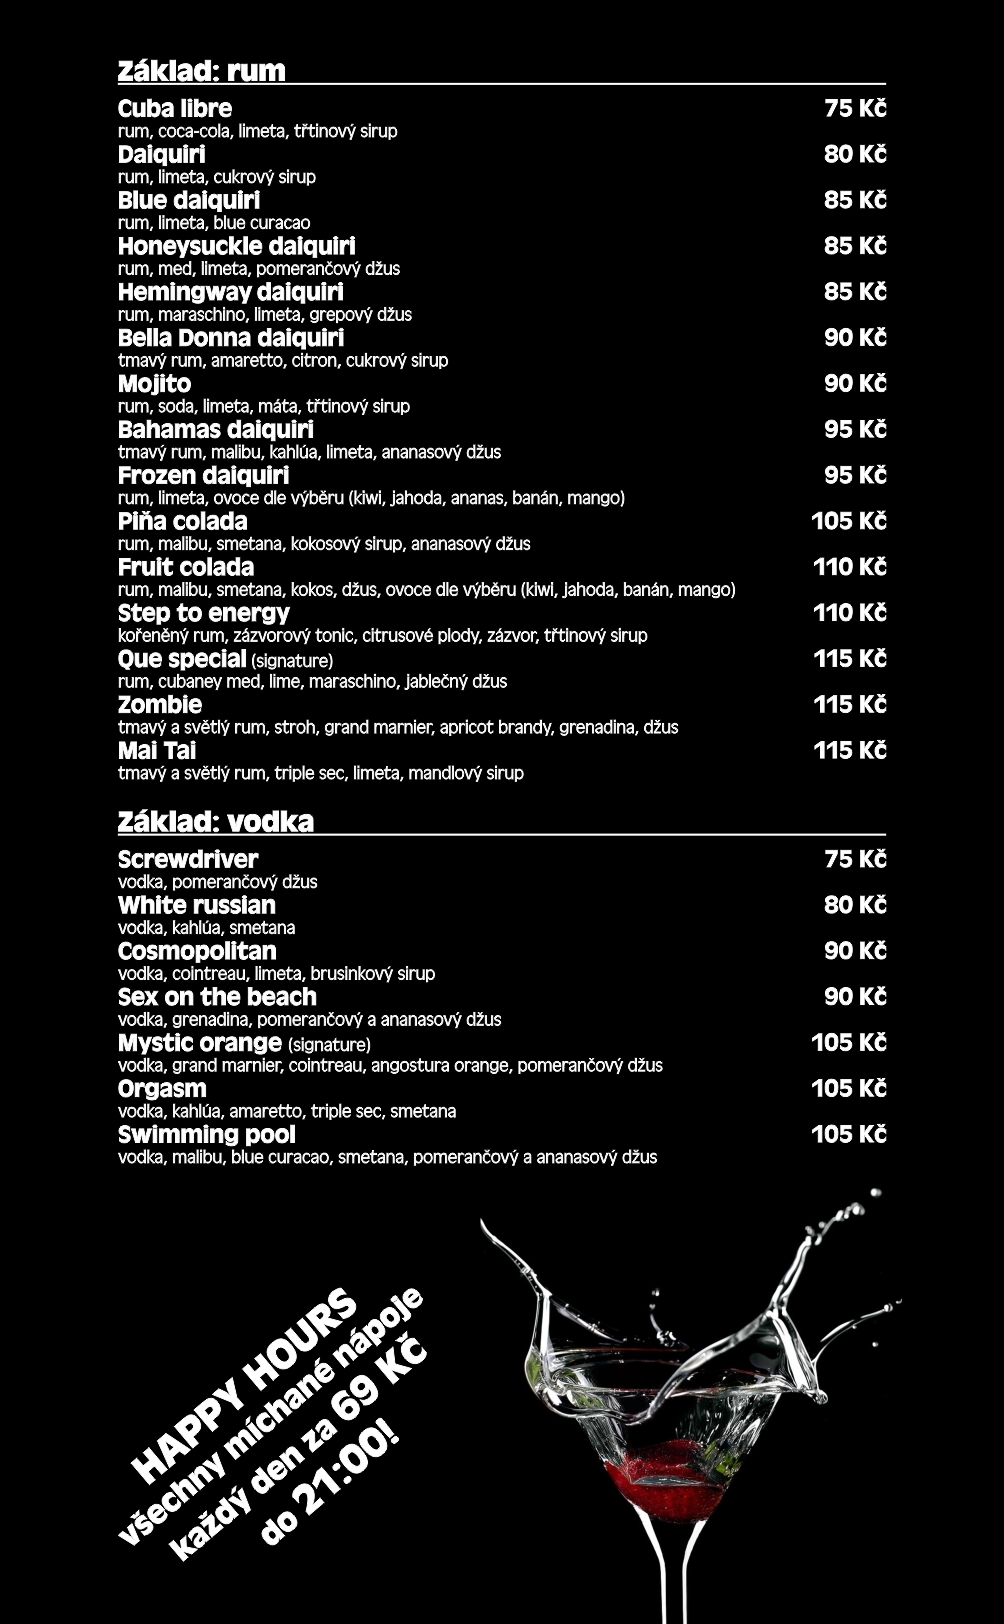 Základ: rum
Cuba libre 75 Kč
rum, coca-cola, limeta, třtinový sirup
Daiquiri 80 Kč
rum, limeta, cukrový sirup
Blue daiquiri 85 Kč
rum, limeta, blue curacao
Honeysuckle daiquiri 85 Kč
rum, med, limeta, pomerančový džus
Hemingway daiquiri 85 Kč
rum, maraschino, limeta, grepový džus
Bella Donna daiquiri 90 Kč
tmavý rum, amaretto, citron, cukrový sirup
Mojito 90 Kč
rum, soda, limeta, máta, třtinový sirup
Bahamas daiquiri 95 Kč
tmavý rum, malibu, kahlúa, limeta, ananasový džus
Frozen daiquiri 95 Kč
rum, limeta, ovoce dle výběru (kiwi, jahoda, ananas, banán, mango)
Piňa colada 105 Kč
rum, malibu, smetana, kokosový sirup, ananasový džus
Fruit colada 110 Kč
rum, malibu, smetana, kokos, džus, ovoce dle výběru (kiwi, jahoda, banán, mango)
Step to energy 110 Kč
kořeněný rum, zázvorový tonic, citrusové plody, zázvor, třtinový sirup
Que special (signature) 115 Kč
rum, cubaney med, lime, maraschino, jablečný džus
Zombie 115 Kč
tmavý a světlý rum, stroh, grand marnier, apricot brandy, grenadina, džus
Mai Tai 115 Kč
tmavý a světlý rum, triple sec, limeta, mandlový sirup
Základ: vodka
Screwdriver 75 Kč
vodka, pomerančový džus
White russian 80 Kč
vodka, kahlúa, smetana
Cosmopolitan 90 Kč
vodka, cointreau, limeta, brusinkový sirup
Sex on the beach 90 Kč
vodka, grenadina, pomerančový a ananasový džus
Mystic orange (signature) 105 Kč
vodka, grand marnier, cointreau, angostura orange, pomerančový džus
Orgasm 105 Kč
vodka, kahlúa, amaretto, triple sec, smetana
Swimming pool 105 Kč
vodka, malibu, blue curacao, smetana, pomerančový a ananasový džus
HAPPY HOURS
všechny míchané nápoje
každý den za 69 Kč
do 21:00!